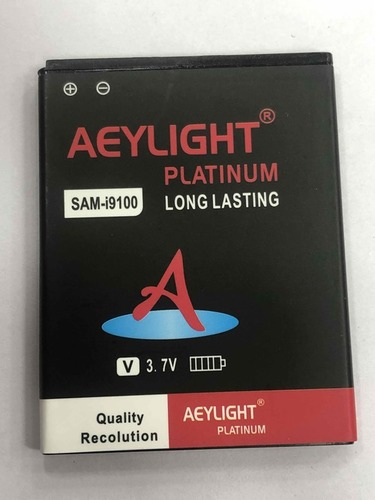 AEYLIGHT®
PLATINUM
SAM-i9100
LONG LASTING
A
V 3.7V
Quality
Recolution
AEYLIGHT®
PLATINUM